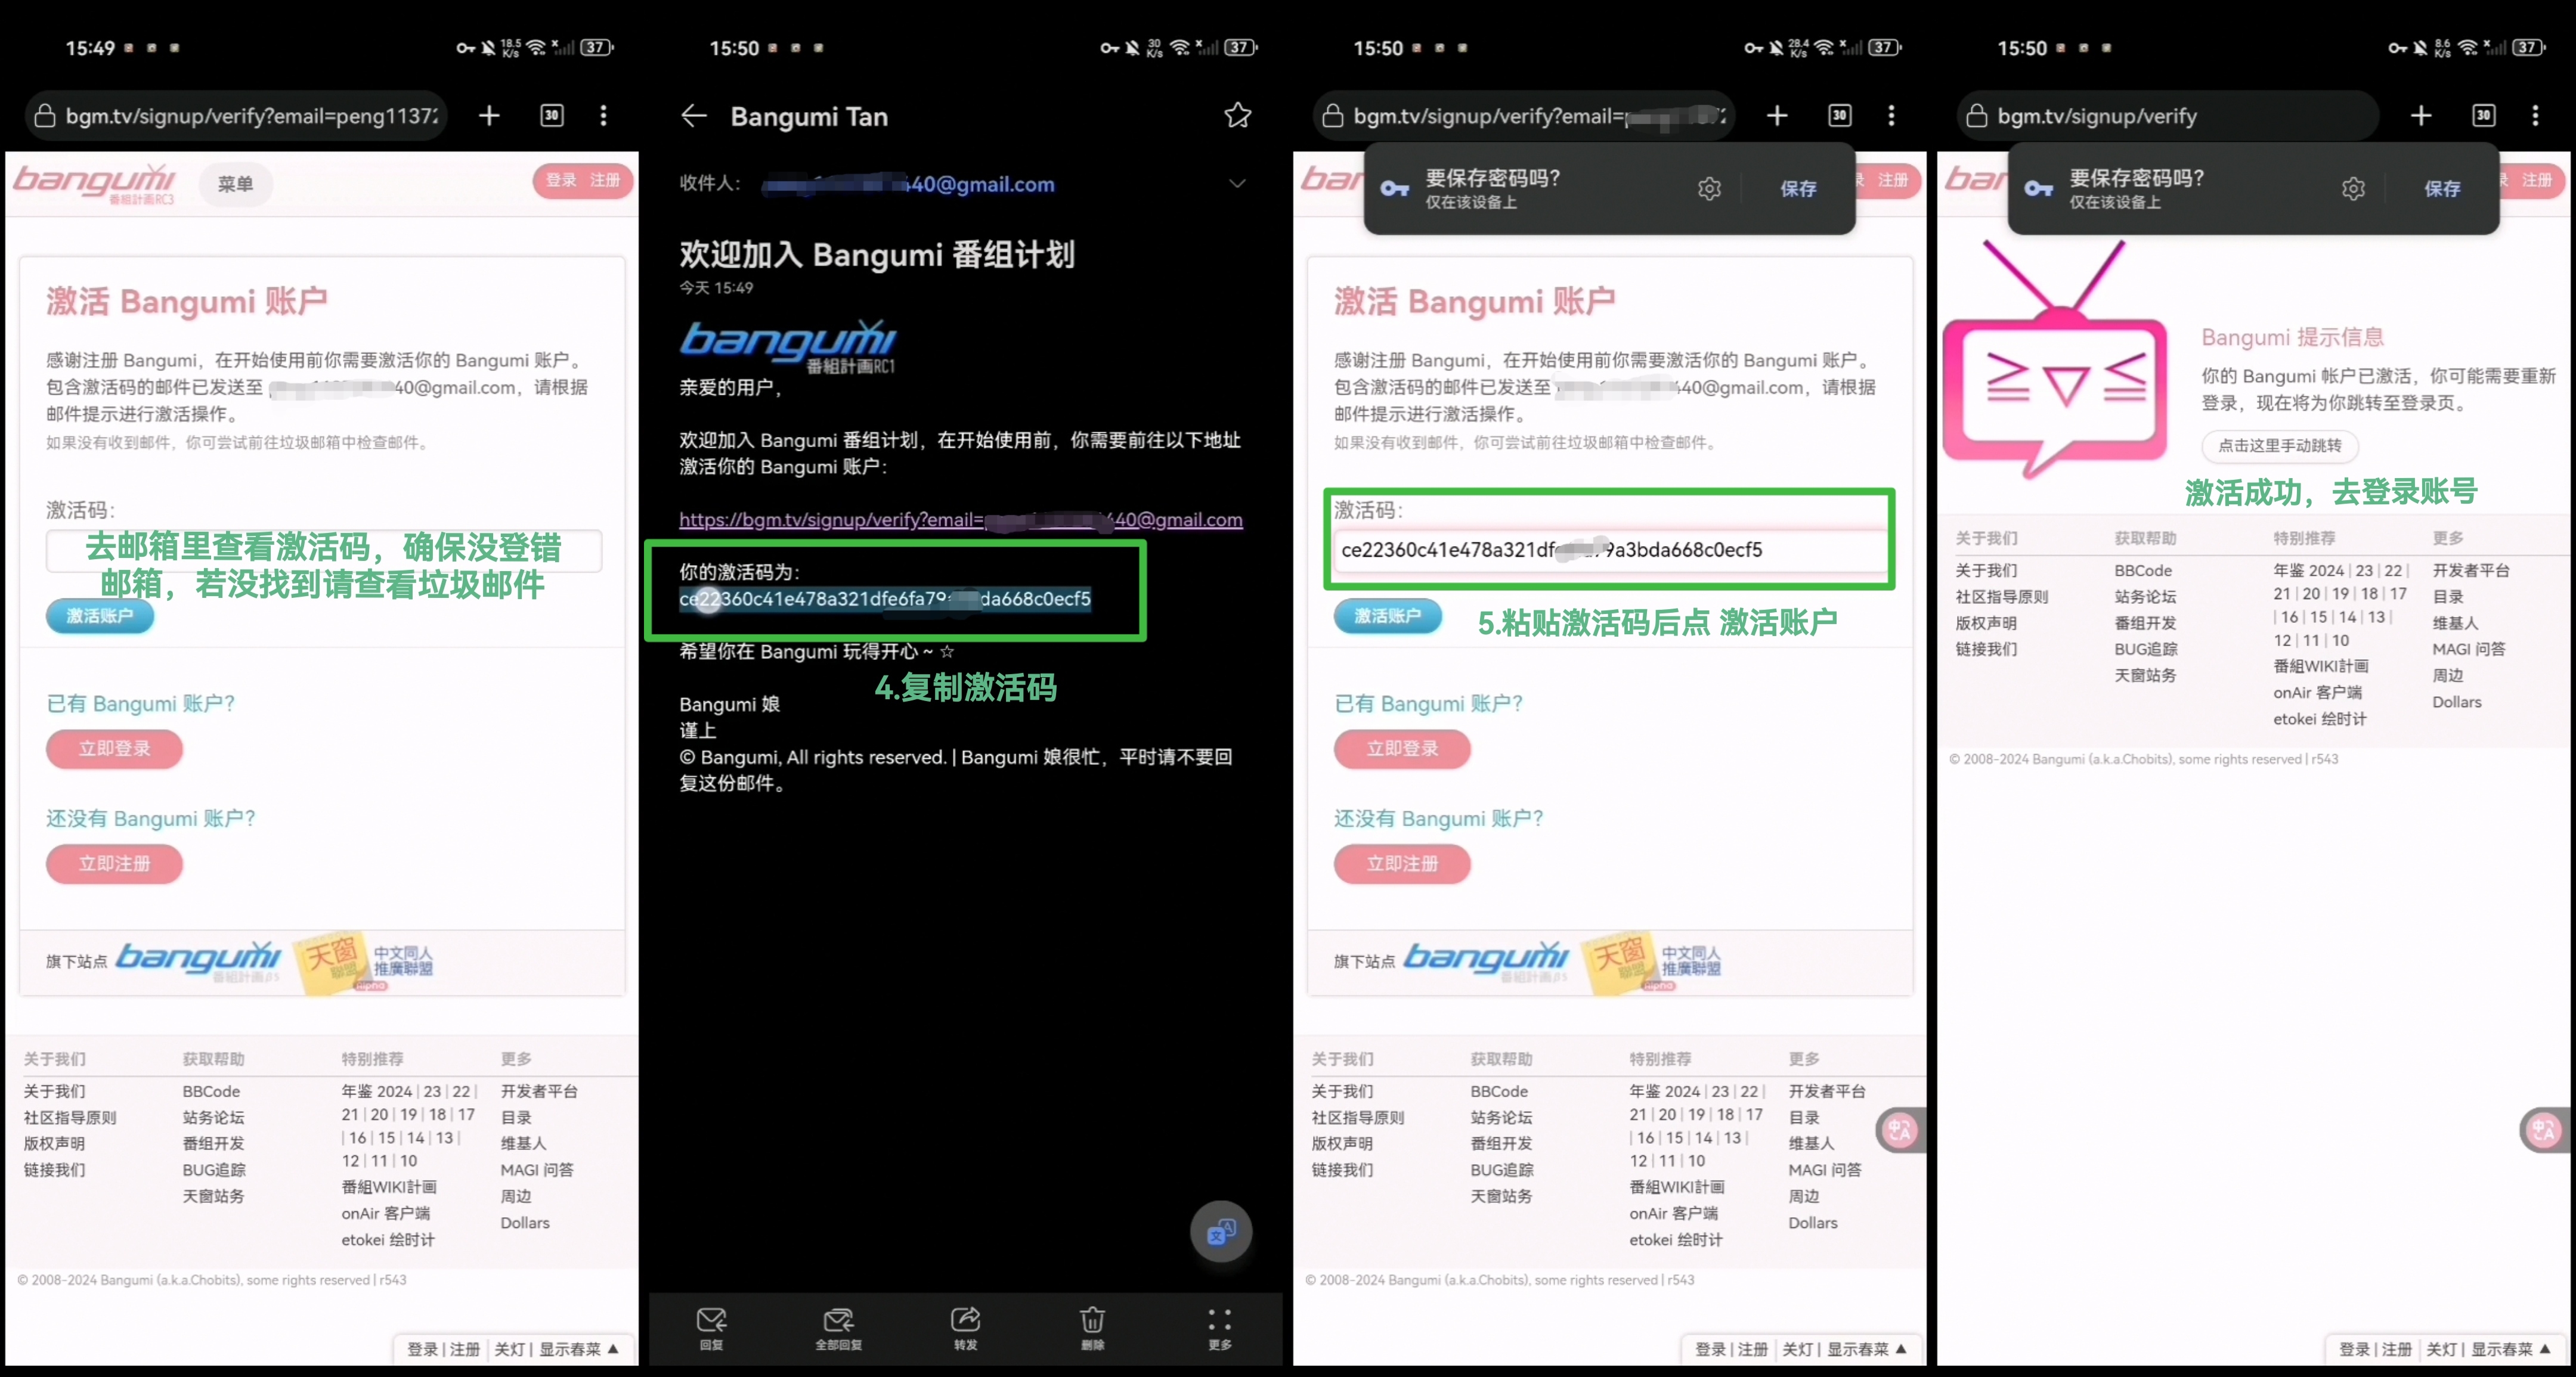 15:49
18.5 K/s
37
bgm.tv/signup/verify?email=peng1137
30
bangumi
番組計画RC3
菜单
登录 注册
激活 Bangumi 账户
感谢注册 Bangumi，在开始使用前你需要激活你的 Bangumi 账户。
包含激活码的邮件已发送至 40@gmail.com，请根据
邮件提示进行激活操作。
如果没有收到邮件，你可尝试前往垃圾邮箱中检查邮件。
激活码：
去邮箱里查看激活码，确保没登错
邮箱，若没找到请查看垃圾邮件
激活账户
已有 Bangumi 账户？
立即登录
还没有 Bangumi 账户？
立即注册
旗下站点 bangumi 番組計画β5 天窗 联盟 Alpha 中文同人
推廣聯盟
关于我们 获取帮助 特别推荐 更多
关于我们 BBCode 年鉴 2024 | 23 | 22 | 开发者平台
社区指导原则 站务论坛 21 | 20 | 19 | 18 | 17 目录
版权声明 番组开发 | 16 | 15 | 14 | 13 | 维基人
链接我们 BUG追踪 12 | 11 | 10 MAGI 问答
天窗站务 番組WIKI計画 周边
onAir 客户端 Dollars
etokei 绘时计
© 2008-2024 Bangumi (a.k.a.Chobits), some rights reserved | r543
登录 | 注册 | 关灯 | 显示春菜 ▲
15:50
30 K/s
37
Bangumi Tan
收件人： 440@gmail.com
欢迎加入 Bangumi 番组计划
今天 15:49
bangumi
番組計画RC1
亲爱的用户，
欢迎加入 Bangumi 番组计划，在开始使用前，你需要前往以下地址
激活你的 Bangumi 账户：
https://bgm.tv/signup/verify?email= 440@gmail.com
你的激活码为：
ce22360c41e478a321dfe6fa79 da668c0ecf5
希望你在 Bangumi 玩得开心 ~ ☆
4.复制激活码
Bangumi 娘
谨上
© Bangumi, All rights reserved. | Bangumi 娘很忙，平时请不要回
复这份邮件。
回复 全部回复 转发 删除 更多
15:50
28.4 K/s
37
bgm.tv/signup/verify?email=
30
要保存密码吗？
仅在该设备上
保存
注册
激活 Bangumi 账户
感谢注册 Bangumi，在开始使用前你需要激活你的 Bangumi 账户。
包含激活码的邮件已发送至 440@gmail.com，请根据
邮件提示进行激活操作。
如果没有收到邮件，你可尝试前往垃圾邮箱中检查邮件。
激活码：
ce22360c41e478a321df 9a3bda668c0ecf5
激活账户
5.粘贴激活码后点 激活账户
已有 Bangumi 账户？
立即登录
还没有 Bangumi 账户？
立即注册
旗下站点 bangumi 番組計画β5 天窗 联盟 Alpha 中文同人
推廣聯盟
关于我们 获取帮助 特别推荐 更多
关于我们 BBCode 年鉴 2024 | 23 | 22 | 开发者平台
社区指导原则 站务论坛 21 | 20 | 19 | 18 | 17 目录
版权声明 番组开发 | 16 | 15 | 14 | 13 | 维基人
链接我们 BUG追踪 12 | 11 | 10 MAGI 问答
天窗站务 番組WIKI計画 周边
onAir 客户端 Dollars
etokei 绘时计
© 2008-2024 Bangumi (a.k.a.Chobits), some rights reserved | r543
登录 | 注册 | 关灯 | 显示春菜 ▲
15:50
8.6 K/s
37
bgm.tv/signup/verify
30
要保存密码吗？
仅在该设备上
保存
注册
Bangumi 提示信息
你的 Bangumi 帐户已激活，你可能需要重新
登录，现在将为你跳转至登录页。
点击这里手动跳转
激活成功，去登录账号
关于我们 获取帮助 特别推荐 更多
关于我们 BBCode 年鉴 2024 | 23 | 22 | 开发者平台
社区指导原则 站务论坛 21 | 20 | 19 | 18 | 17 目录
版权声明 番组开发 | 16 | 15 | 14 | 13 | 维基人
链接我们 BUG追踪 12 | 11 | 10 MAGI 问答
天窗站务 番組WIKI計画 周边
onAir 客户端 Dollars
etokei 绘时计
© 2008-2024 Bangumi (a.k.a.Chobits), some rights reserved | r543
登录 | 注册 | 关灯 | 显示春菜 ▲